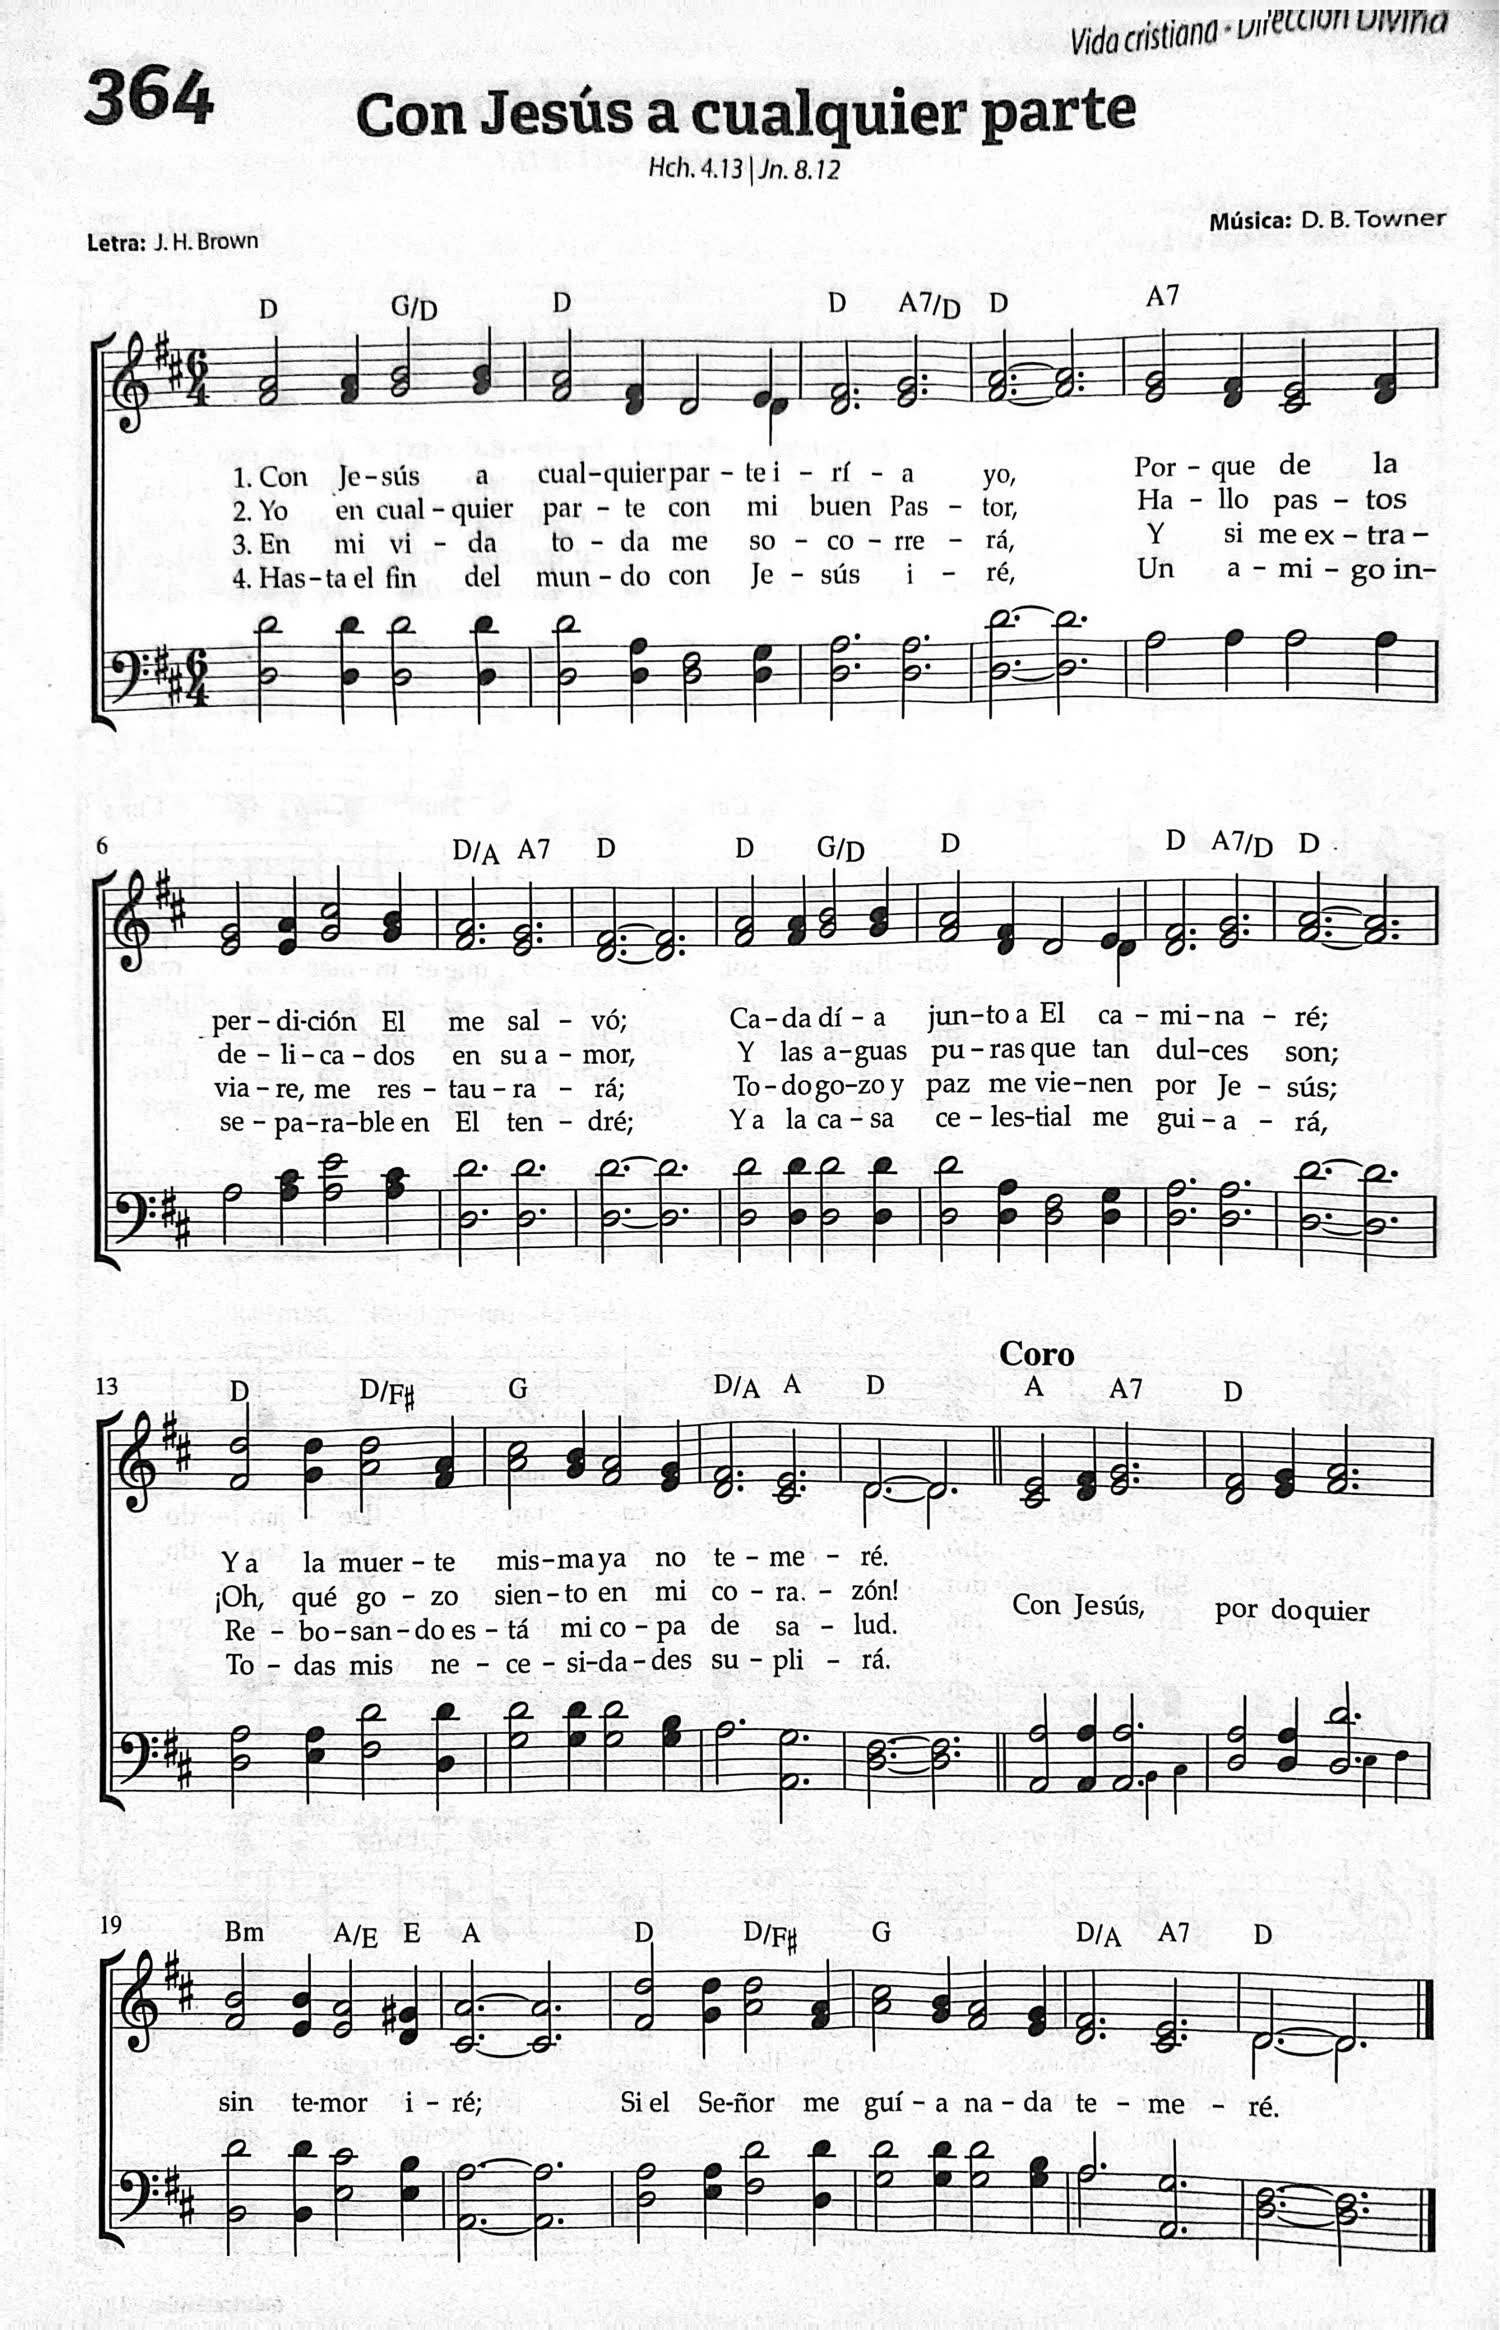 Vida cristiana • Dirección Divina
364
Con Jesús a cualquier parte
Hch. 4.13 | Jn. 8.12
Letra: J. H. Brown
Música: D. B. Towner
D G/D D D A7/D D A7
6/4
1. Con Je-sús a cual-quier par-te i-rí-a yo, Por-que de la
2. Yo en cual-quier par-te con mi buen Pas-tor, Ha-llo pas-tos
3. En mi vi-da to-da me so-co-rre-rá, Y si me ex-tra-
4. Has-ta el fin del mun-do con Je-sús i-ré, Un a-mi-go in-
6/4
6
D/A A7 D D G/D D D A7/D D
per-di-ción El me sal-vó; Ca-da dí-a jun-to a El ca-mi-na-ré;
de-li-ca-dos en su a-mor, Y las a-guas pu-ras que tan dul-ces son;
via-re, me res-tau-ra-rá; To-do go-zo y paz me vie-nen por Je-sús;
se-pa-ra-ble en El ten-dré; Y a la ca-sa ce-les-tial me gui-a-rá,
13
Coro
D D/F# G D/A A D A A7 D
Y a la muer-te mis-ma ya no te-me-ré.
¡Oh, qué go-zo sien-to en mi co-ra-zón!
Re-bo-san-do es-tá mi co-pa de sa-lud.
To-das mis ne-ce-si-da-des su-pli-rá.
Con Jesús, por doquier
19
Bm A/E E A D D/F# G D/A A7 D
sin te-mor i-ré; Si el Se-ñor me guí-a na-da te-me-ré.